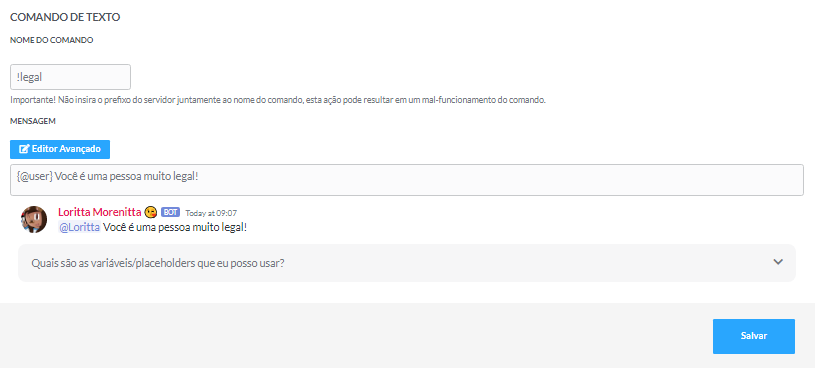 COMANDO DE TEXTO
NOME DO COMANDO
!legal
Importante! Não insira o prefixo do servidor juntamente ao nome do comando, esta ação pode resultar em um mal-funcionamento do comando.
MENSAGEM
Editor Avançado
{@user} Você é uma pessoa muito legal!
Loritta Morenitta 😘 BOT Today at 09:07
@Loritta Você é uma pessoa muito legal!
Quais são as variáveis/placeholders que eu posso usar?
Salvar